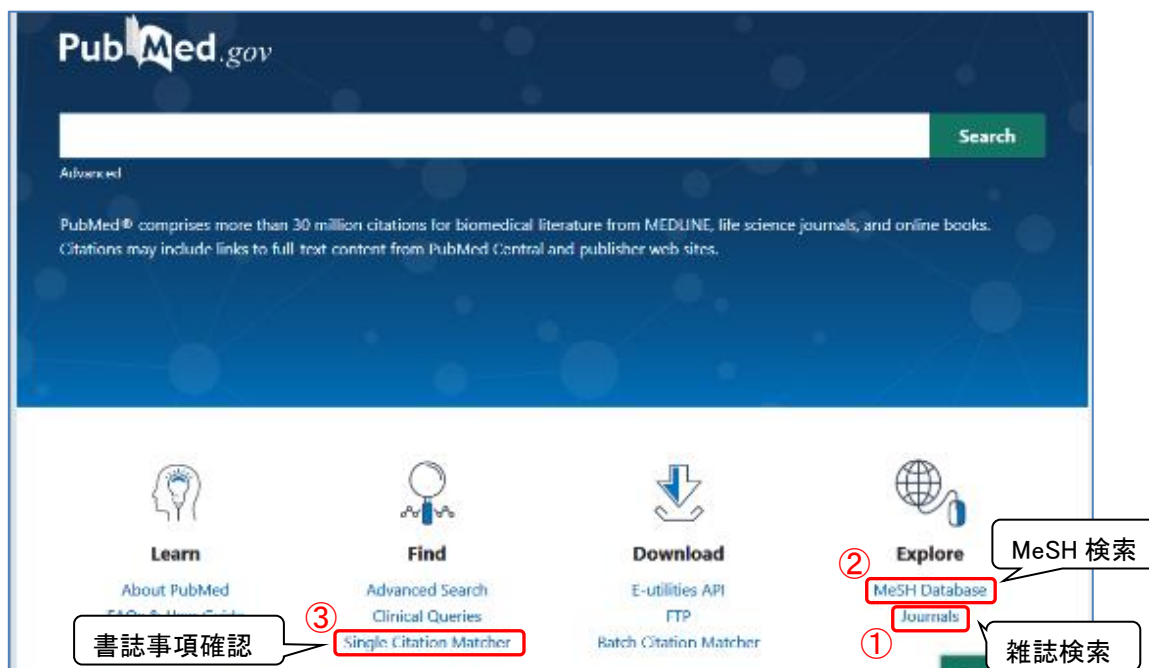 PubMed.gov
Search
Advanced
PubMed® comprises more than 30 million citations for biomedical literature from MEDLINE, life science journals, and online books.
Citations may include links to full text content from PubMed Central and publisher web sites.
Learn
Find
Download
Explore
MeSH 検索
②
About PubMed
Advanced Search
E-utilities API
MeSH Database
FAQs & User Guide
Clinical Queries
FTP
Journals
③
①
書誌事項確認
Single Citation Matcher
Batch Citation Matcher
雑誌検索